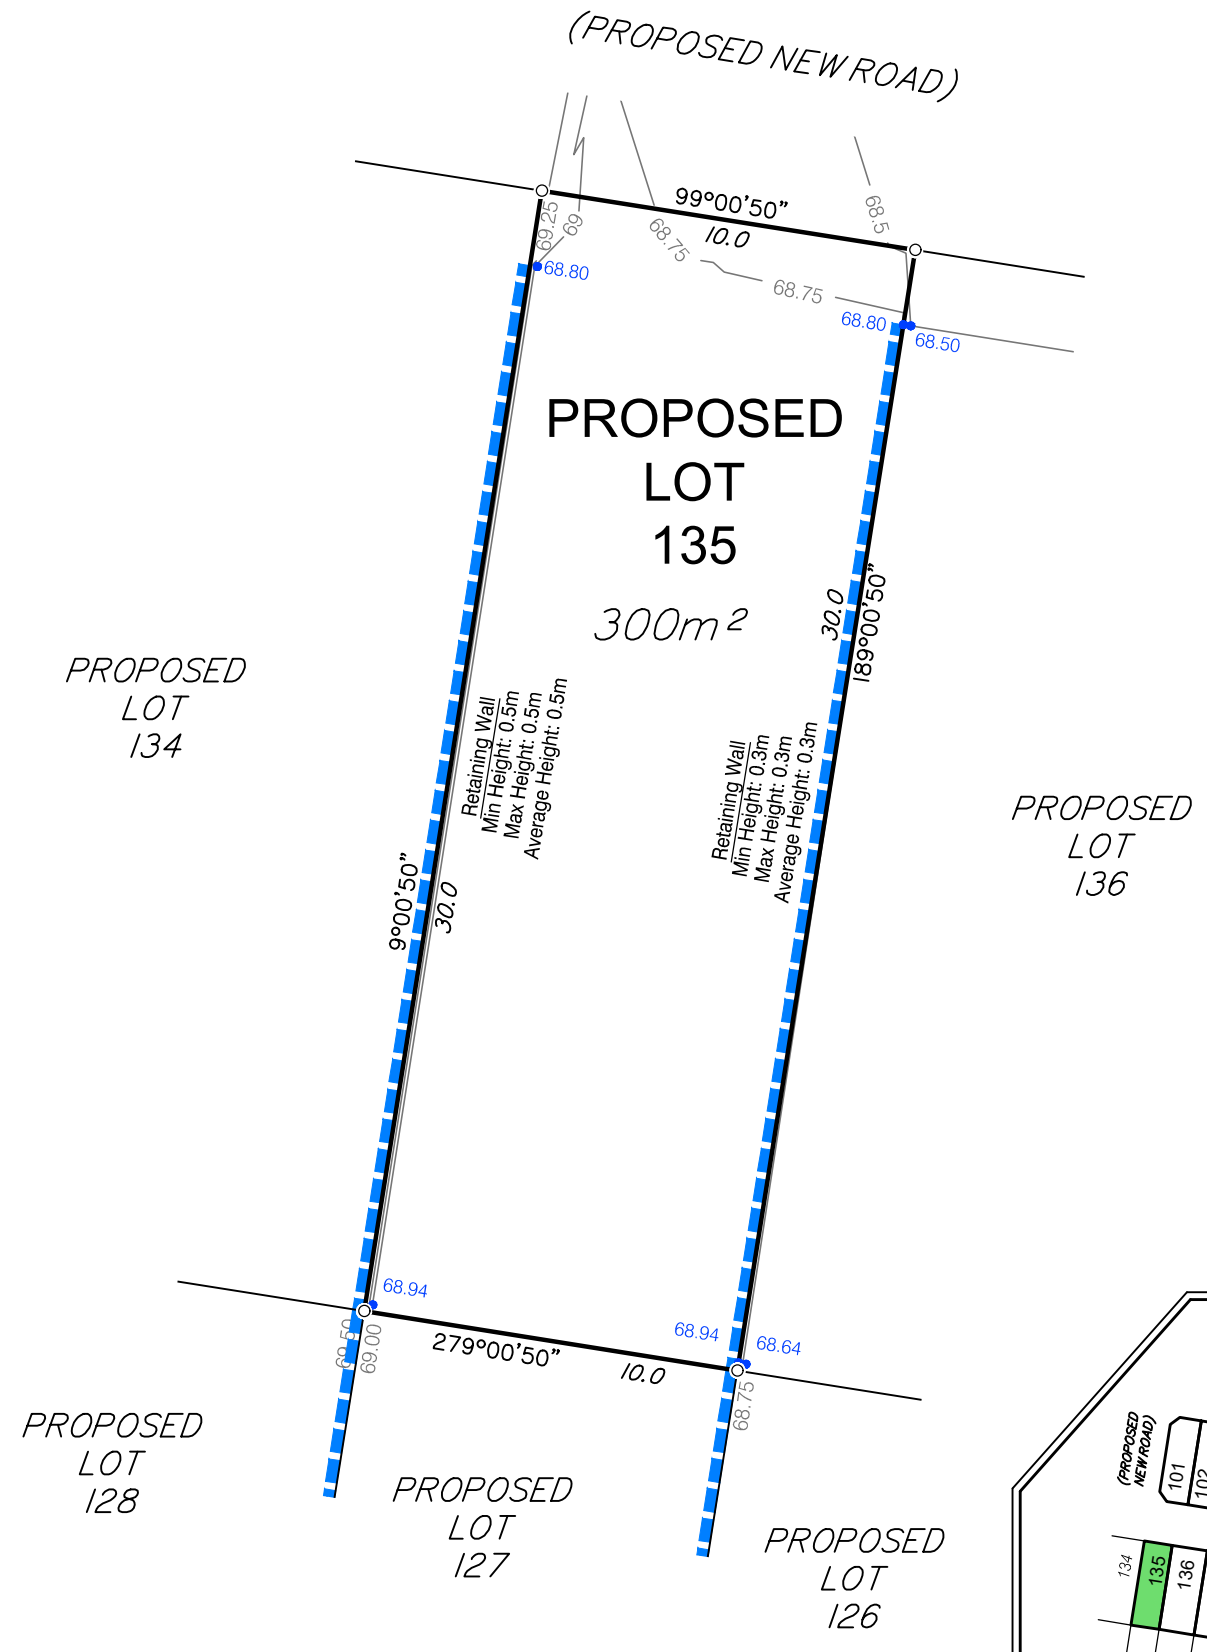 (PROPOSED NEW ROAD)
99°00'50"
10.0
69.25
69
68.75
68.75
68.5
68.80
68.80
68.50
PROPOSED
LOT
135
300m²
30.0
189°00'50"
PROPOSED
LOT
134
Retaining Wall
Min Height: 0.5m
Max Height: 0.5m
Average Height: 0.5m
Retaining Wall
Min Height: 0.3m
Max Height: 0.3m
Average Height: 0.3m
PROPOSED
LOT
136
9°00'50"
30.0
68.94
69.50
69.00
279°00'50"
10.0
68.94
68.64
68.75
PROPOSED
LOT
128
PROPOSED
LOT
127
PROPOSED
LOT
126
(PROPOSED
NEW ROAD)
101
102
134
135
136